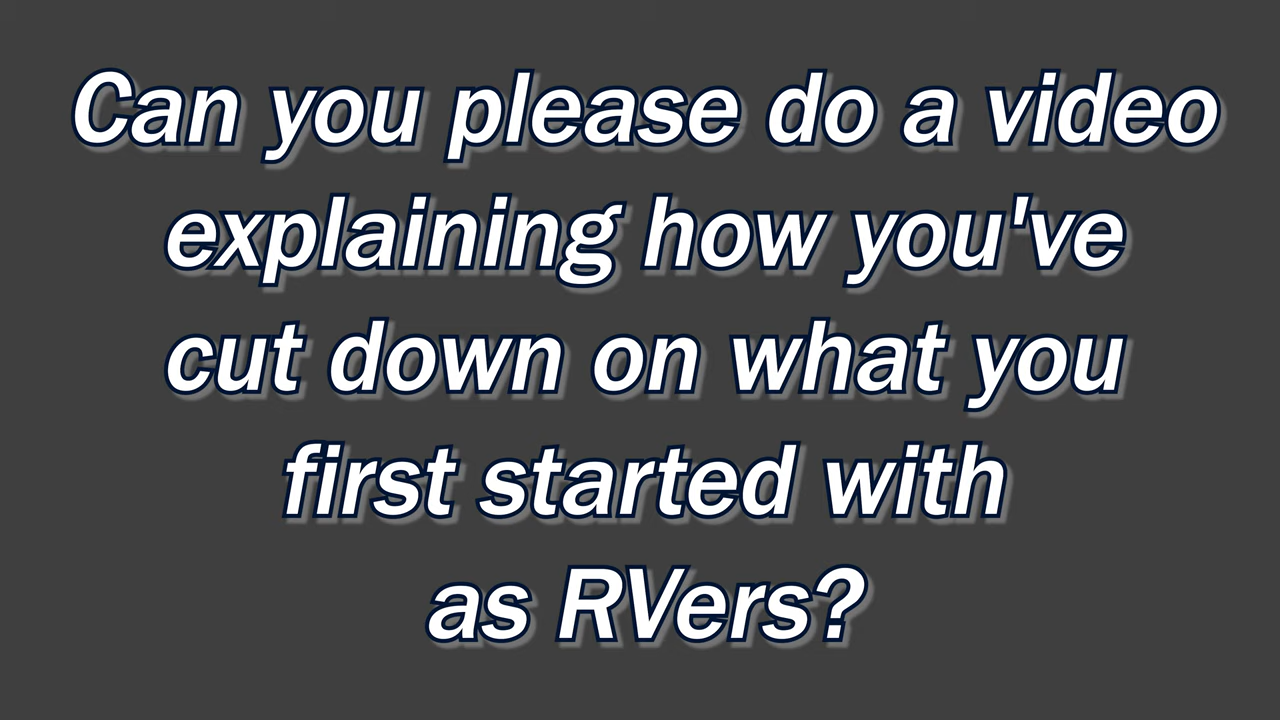 Can you please do a video
explaining how you've
cut down on what you
first started with
as RVers?